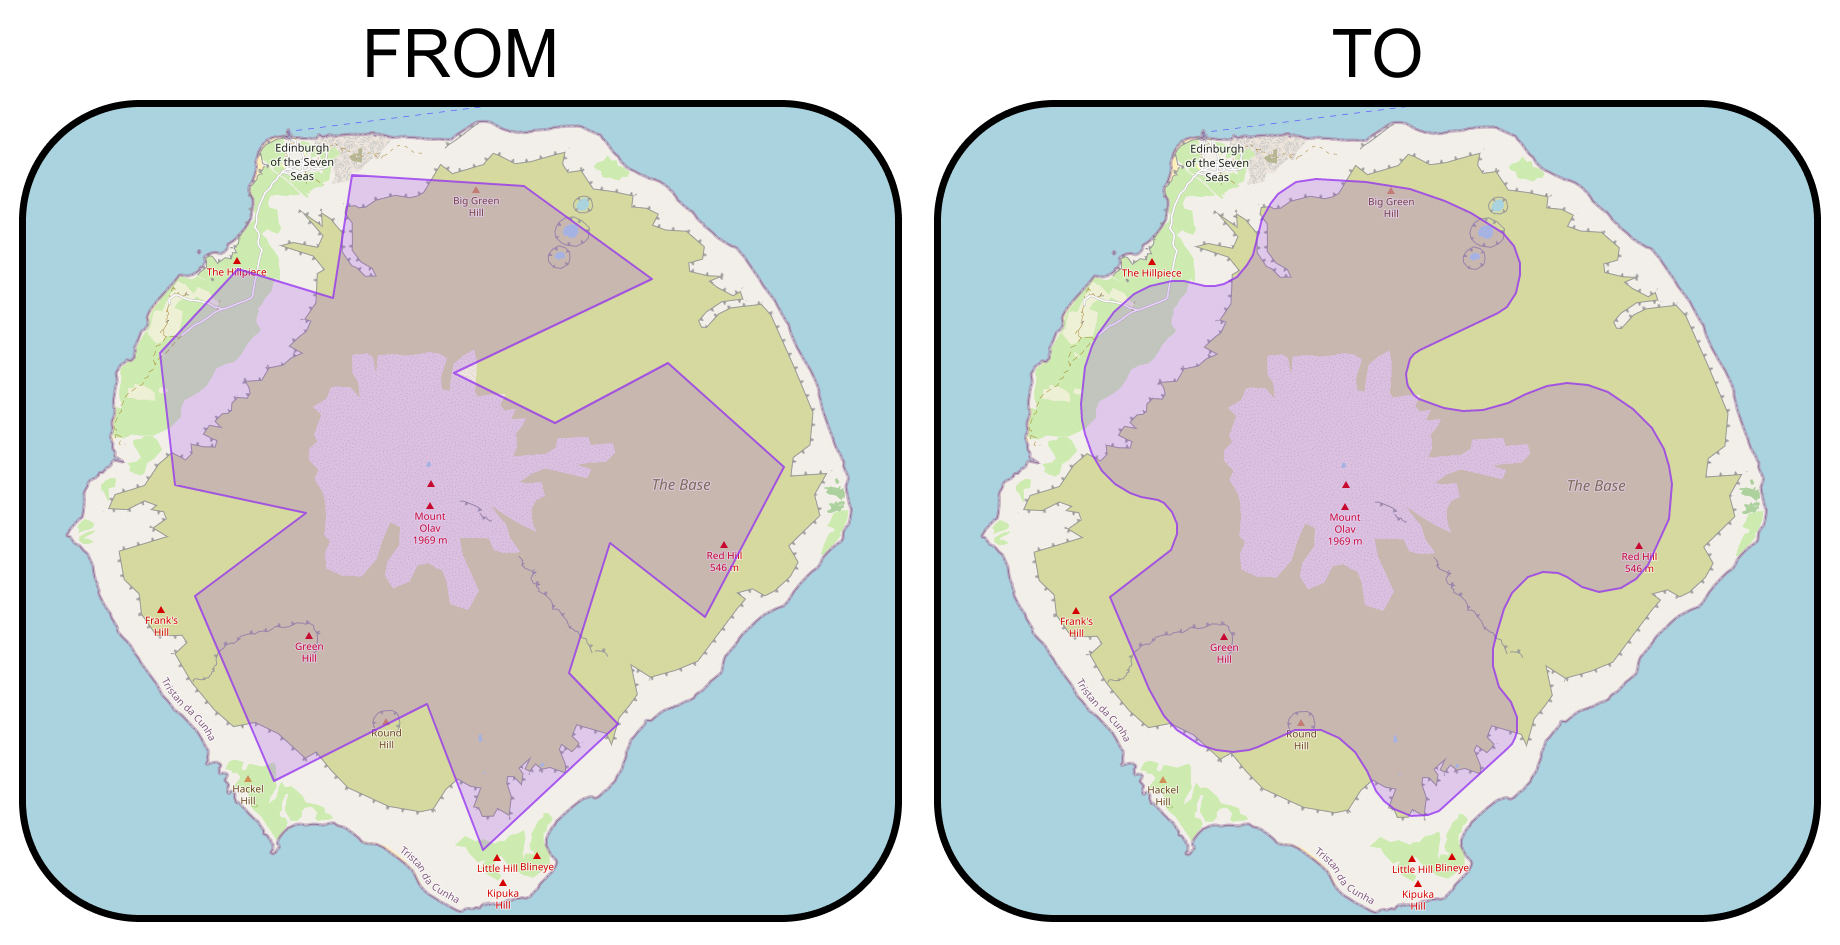 FROM
TO
Edinburgh
of the Seven
Seas
Big Green
Hill
The Hillpiece
The Base
Mount
Olav
1969 m
Red Hill
546 m
Frank's
Hill
Green
Hill
Tristan da Cunha
Round
Hill
Hackel
Hill
Tristan da Cunha
Little Hill
Blineye
Kipuka
Hill
Edinburgh
of the Seven
Seas
Big Green
Hill
The Hillpiece
The Base
Mount
Olav
1969 m
Red Hill
546 m
Frank's
Hill
Green
Hill
Tristan da Cunha
Round
Hill
Hackel
Hill
Tristan da Cunha
Little Hill
Blineye
Kipuka
Hill